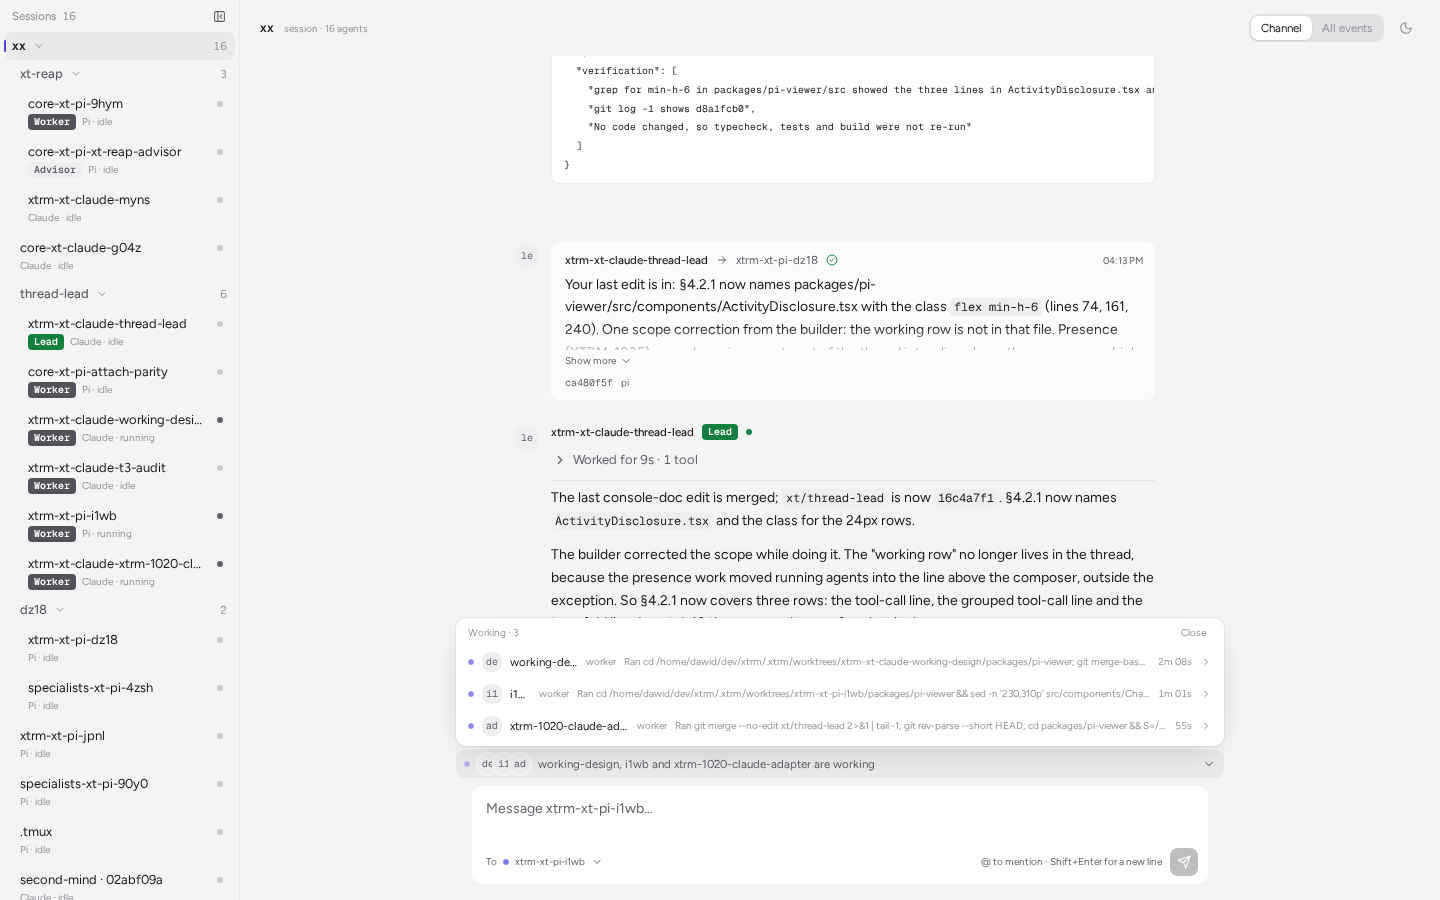 Sessions 16
xx 16
xt-reap 3
core-xt-pi-9hym
Worker Pi · idle
core-xt-pi-xt-reap-advisor
Advisor Pi · idle
xtrm-xt-claude-myns
Claude · idle
core-xt-claude-g04z
Claude · idle
thread-lead 6
xtrm-xt-claude-thread-lead
Lead Claude · idle
core-xt-pi-attach-parity
Worker Pi · idle
xtrm-xt-claude-working-desi...
Worker Claude · running
xtrm-xt-claude-t3-audit
Worker Claude · idle
xtrm-xt-pi-i1wb
Worker Pi · running
xtrm-xt-claude-xtrm-1020-cl...
Worker Claude · running
dz18 2
xtrm-xt-pi-dz18
Pi · idle
specialists-xt-pi-4zsh
Pi · idle
xtrm-xt-pi-jpnl
Pi · idle
specialists-xt-pi-90y0
Pi · idle
.tmux
Pi · idle
second-mind · 02abf09a
Claude · idle
xx session · 16 agents
Channel All events
"verification": [
"grep for min-h-6 in packages/pi-viewer/src showed the three lines in ActivityDisclosure.tsx an
"git log -1 shows d8a1fcb0",
"No code changed, so typecheck, tests and build were not re-run"
]
}
le xtrm-xt-claude-thread-lead → xtrm-xt-pi-dz18 04:13 PM
Your last edit is in: §4.2.1 now names packages/pi-
viewer/src/components/ActivityDisclosure.tsx with the class flex min-h-6 (lines 74, 161,
240). One scope correction from the builder: the working row is not in that file. Presence
Show more
ca480f5f pi
le xtrm-xt-claude-thread-lead Lead
Worked for 9s · 1 tool
The last console-doc edit is merged; xt/thread-lead is now 16c4a7f1. §4.2.1 now names
ActivityDisclosure.tsx and the class for the 24px rows.
The builder corrected the scope while doing it. The "working row" no longer lives in the thread,
because the presence work moved running agents into the line above the composer, outside the
exception. So §4.2.1 now covers three rows: the tool-call line, the grouped tool-call line and the
Working · 3 Close
de working-de... worker Ran cd /home/dawid/dev/xtrm/.xtrm/worktrees/xtrm-xt-claude-working-design/packages/pi-viewer; git merge-bas... 2m 08s
i1 i1... worker Ran cd /home/dawid/dev/xtrm/.xtrm/worktrees/xtrm-xt-pi-i1wb/packages/pi-viewer && sed -n '230,310p' src/components/Cha... 1m 01s
ad xtrm-1020-claude-ad... worker Ran git merge --no-edit xt/thread-lead 2>&1 | tail -1; git rev-parse --short HEAD; cd packages/pi-viewer && S=/... 55s
de i1 ad working-design, i1wb and xtrm-1020-claude-adapter are working
Message xtrm-xt-pi-i1wb...
To xtrm-xt-pi-i1wb @ to mention · Shift+Enter for a new line